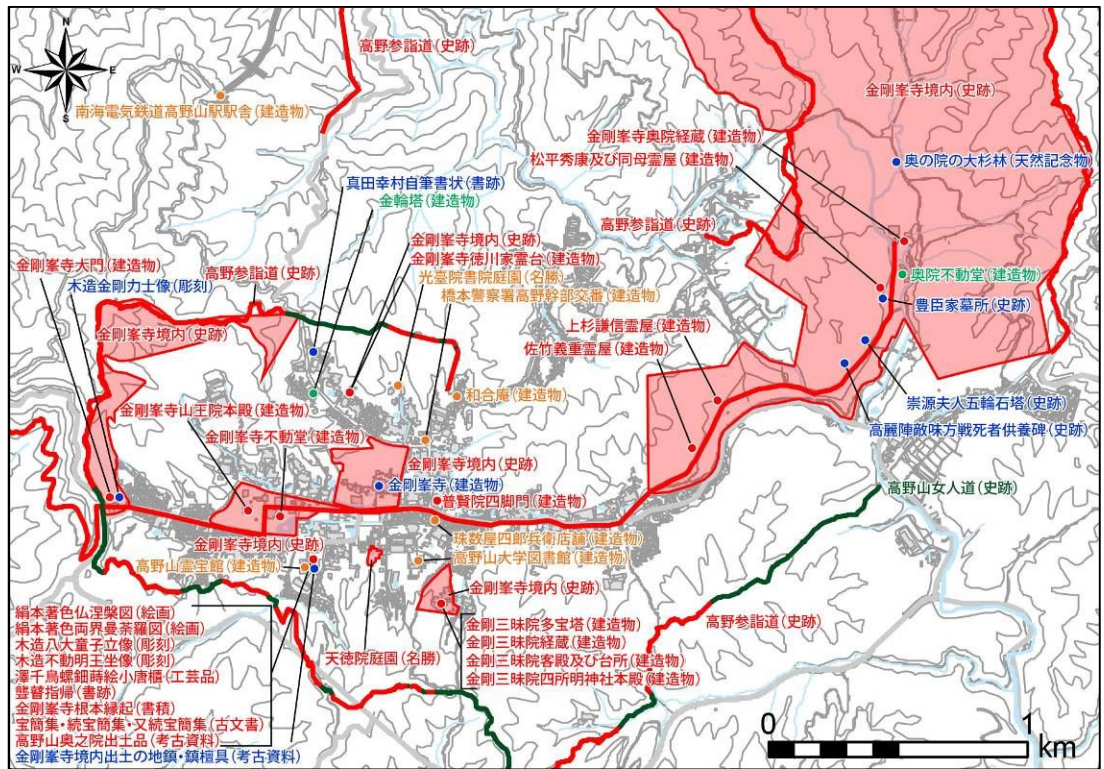 N
W
E
S
高野参詣道(史跡)
南海電気鉄道高野山駅駅舎(建造物)
金剛峯寺境内(史跡)
金剛峯寺奥院経蔵(建造物)
松平秀康及び同母霊屋(建造物)
奥の院の大杉林(天然記念物)
真田幸村自筆書状(書跡)
金輪塔(建造物)
高野参詣道(史跡)
金剛峯寺境内(史跡)
金剛峯寺徳川家霊台(建造物)
光臺院書院庭園(名勝)
橋本警察署高野幹部交番(建造物)
金剛峯寺大門(建造物)
木造金剛力士像(彫刻)
高野参詣道(史跡)
奥院不動堂(建造物)
豊臣家墓所(史跡)
上杉謙信霊屋(建造物)
佐竹義重霊屋(建造物)
金剛峯寺境内(史跡)
和合庵(建造物)
崇源夫人五輪石塔(史跡)
高麗陣敵味方戦死者供養碑(史跡)
金剛峯寺山王院本殿(建造物)
金剛峯寺不動堂(建造物)
金剛峯寺境内(史跡)
金剛峯寺(建造物)
普賢院四脚門(建造物)
高野山女人道(史跡)
珠数屋四郎兵衛店舗(建造物)
金剛峯寺境内(史跡)
高野山霊宝館(建造物)
高野山大学図書館(建造物)
金剛峯寺境内(史跡)
絹本著色仏涅槃図(絵画)
絹本著色両界曼荼羅図(絵画)
木造八大童子立像(彫刻)
木造不動明王坐像(彫刻)
澤千鳥螺鈿蒔絵小唐櫃(工芸品)
聾瞽指帰(書跡)
金剛峯寺根本縁起(書積)
宝簡集・続宝簡集・又続宝簡集(古文書)
高野山奥之院出土品(考古資料)
金剛峯寺境内出土の地鎮・鎮壇具(考古資料)
天徳院庭園(名勝)
金剛三昧院多宝塔(建造物)
金剛三昧院経蔵(建造物)
金剛三昧院客殿及び台所(建造物)
金剛三昧院四所明神社本殿(建造物)
高野参詣道(史跡)
0 1
km